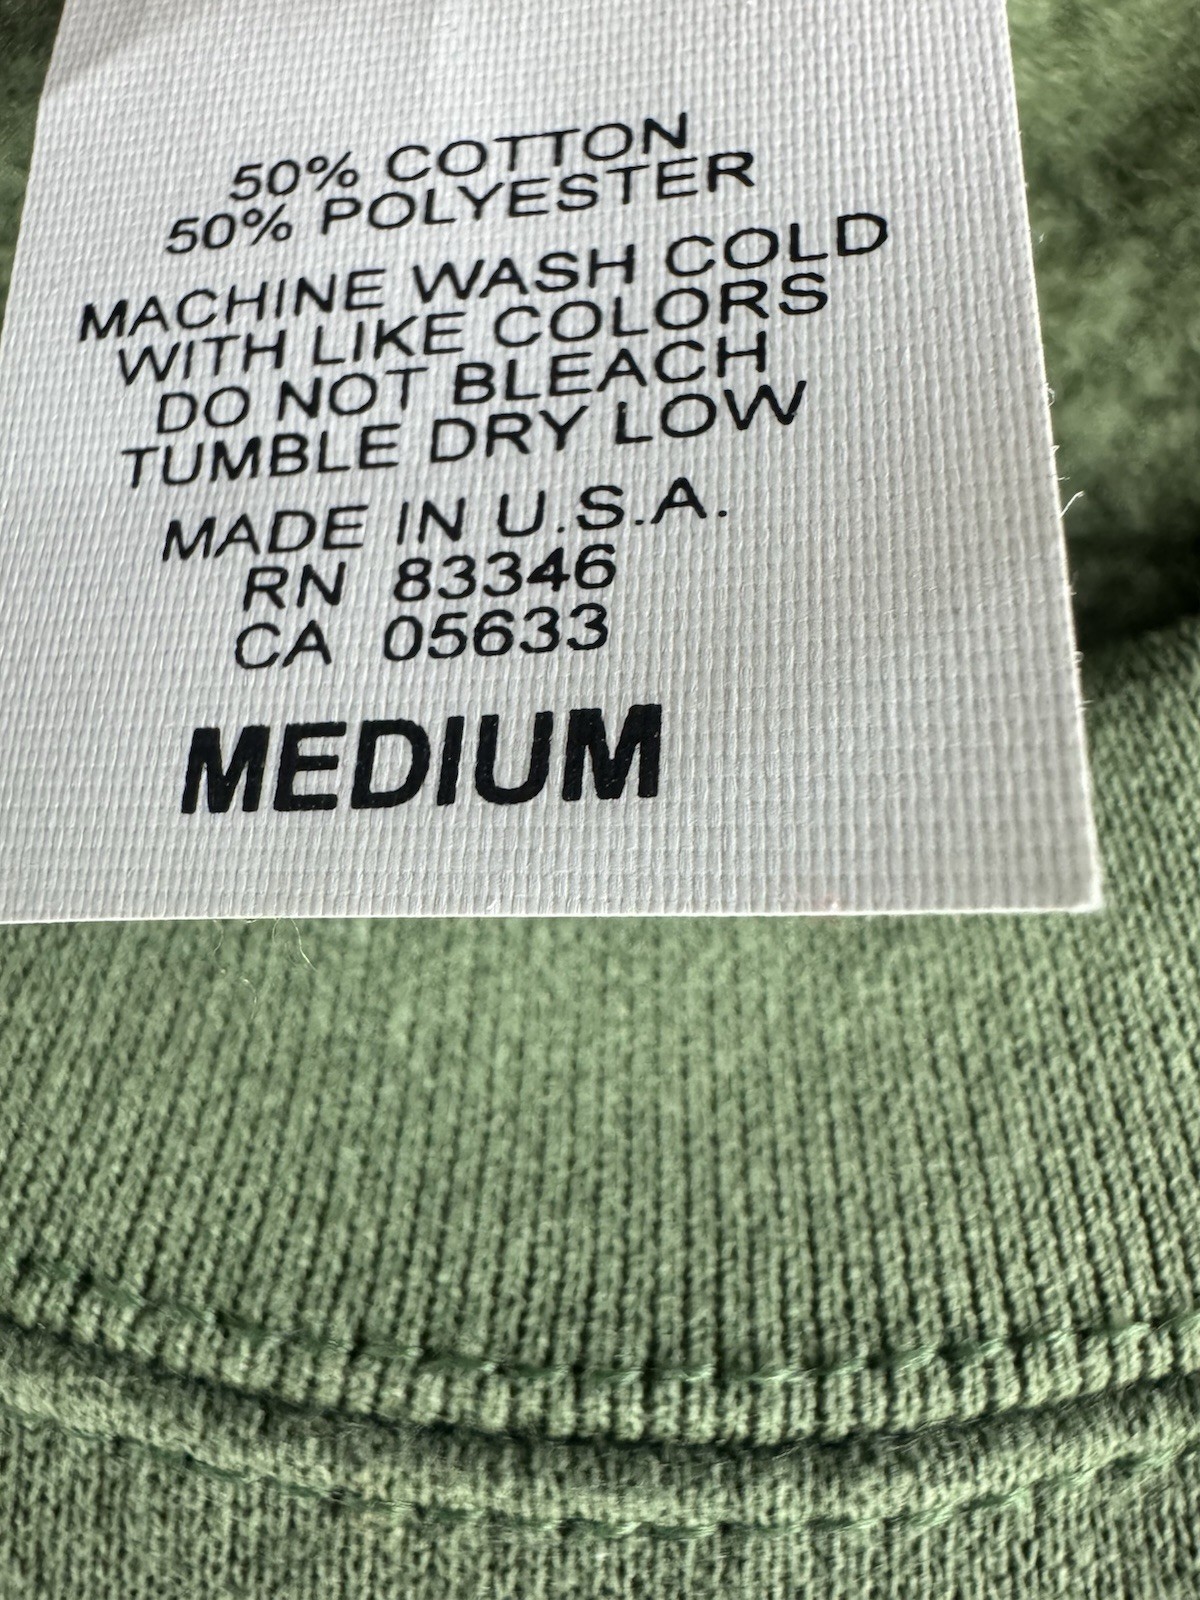 50% COTTON
50% POLYESTER
MACHINE WASH COLD
WITH LIKE COLORS
DO NOT BLEACH
TUMBLE DRY LOW
MADE IN U.S.A.
RN 83346
CA 05633
MEDIUM